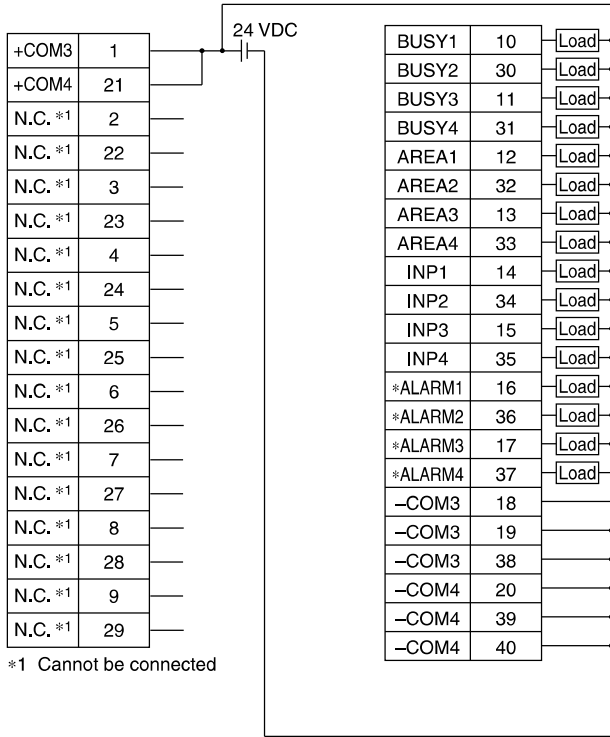 24 VDC
+COM3 1
+COM4 21
N.C. *1 2
N.C. *1 22
N.C. *1 3
N.C. *1 23
N.C. *1 4
N.C. *1 24
N.C. *1 5
N.C. *1 25
N.C. *1 6
N.C. *1 26
N.C. *1 7
N.C. *1 27
N.C. *1 8
N.C. *1 28
N.C. *1 9
N.C. *1 29
*1 Cannot be connected
BUSY1 10 Load
BUSY2 30 Load
BUSY3 11 Load
BUSY4 31 Load
AREA1 12 Load
AREA2 32 Load
AREA3 13 Load
AREA4 33 Load
INP1 14 Load
INP2 34 Load
INP3 15 Load
INP4 35 Load
*ALARM1 16 Load
*ALARM2 36 Load
*ALARM3 17 Load
*ALARM4 37 Load
–COM3 18
–COM3 19
–COM3 38
–COM4 20
–COM4 39
–COM4 40